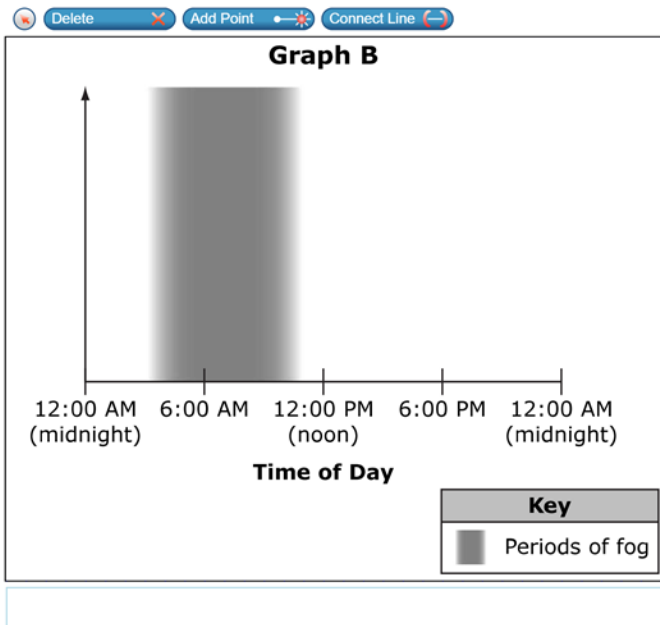 Delete Add Point Connect Line
Graph B
12:00 AM 6:00 AM 12:00 PM 6:00 PM 12:00 AM
(midnight) (noon) (midnight)
Time of Day
Key
Periods of fog